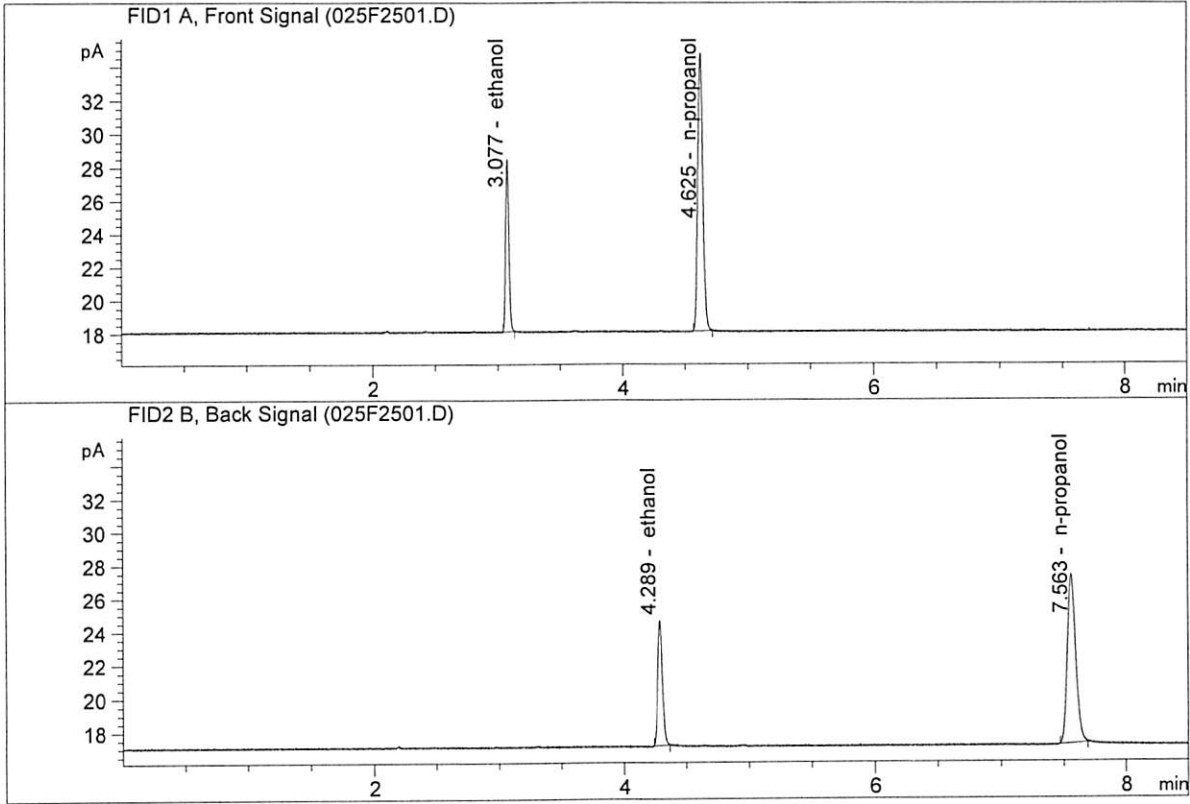 FID1 A, Front Signal (025F2501.D)
pA
32
30
28
26
24
22
20
18
3.077 - ethanol
4.625 - n-propanol
2
4
6
8
min
FID2 B, Back Signal (025F2501.D)
pA
32
30
28
26
24
22
20
18
4.289 - ethanol
7.563 - n-propanol
2
4
6
8
min